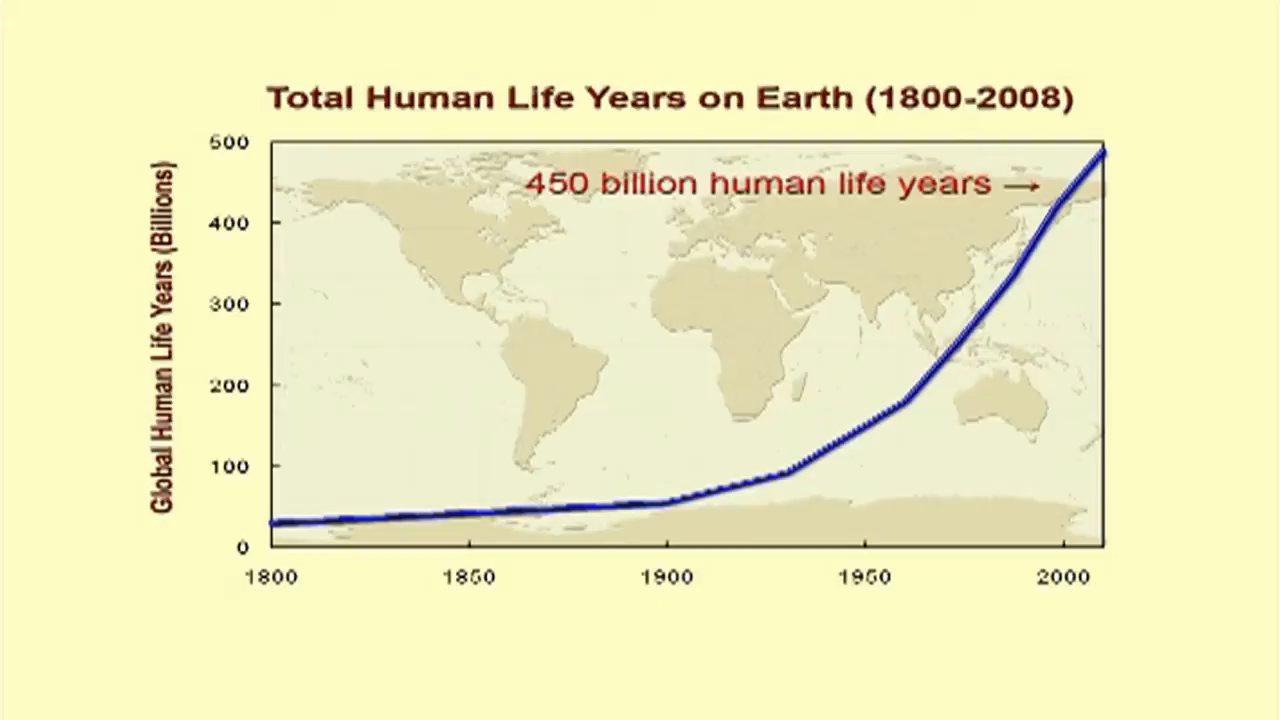 Total Human Life Years on Earth (1800-2008)
Global Human Life Years (Billions)
500
450 billion human life years →
400
300
200
100
0
1800 1850 1900 1950 2000